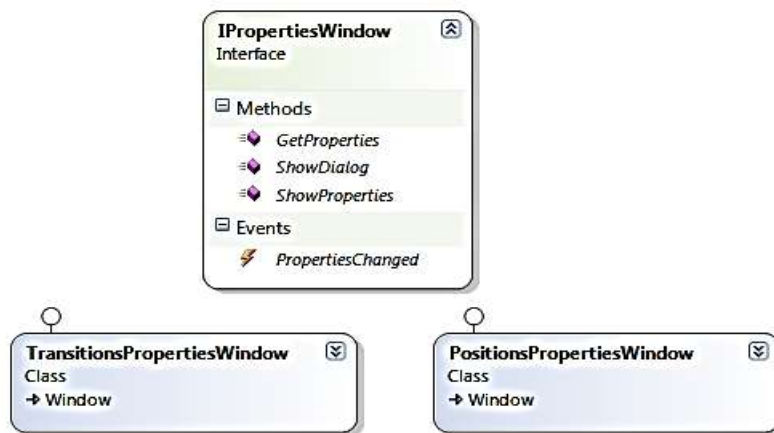 IPropertiesWindow
Interface
Methods
GetProperties
ShowDialog
ShowProperties
Events
PropertiesChanged
TransitionsPropertiesWindow
Class
Window
PositionsPropertiesWindow
Class
Window